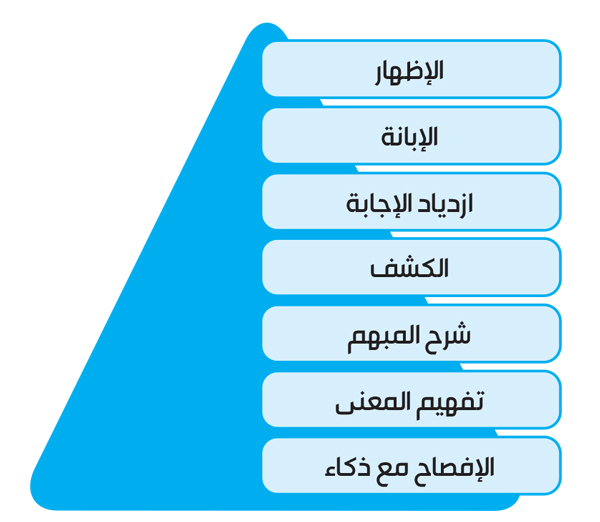 الإظهار
الإبانة
ازدياد الإجابة
الكشف
شرح المبهم
تفهيم المعنى
الإفصاح مع ذكاء